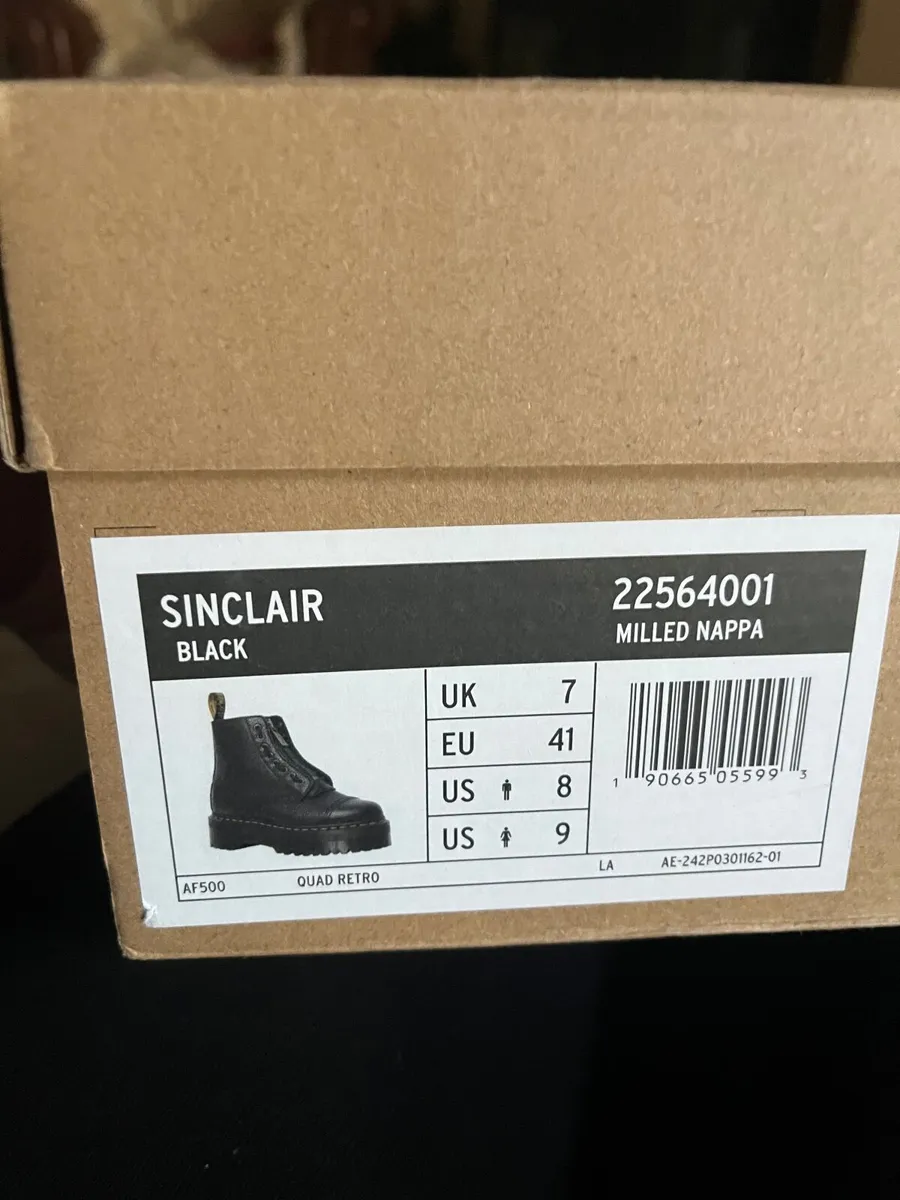 SINCLAIR
BLACK
22564001
MILLED NAPPA
UK 7
EU 41
US 8
US 9
1 90665 05599 3
AF500
QUAD RETRO
LA
AE-242P0301162-01